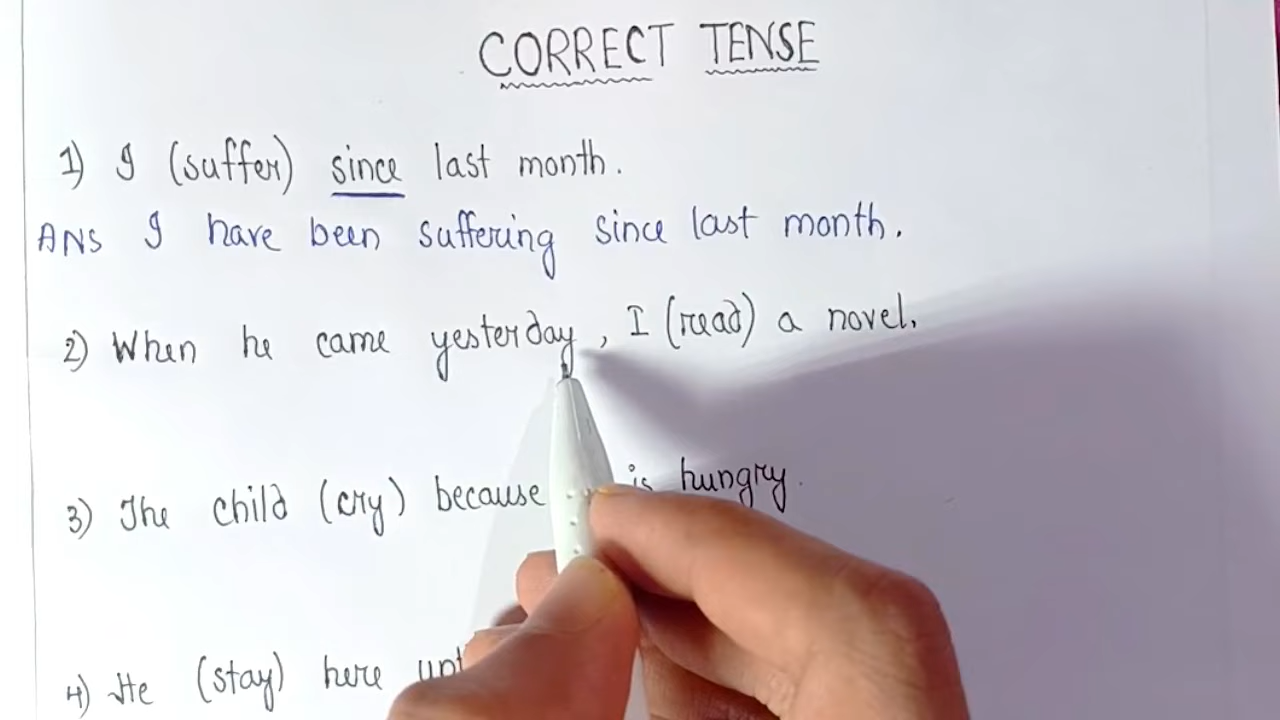 CORRECT TENSE
1) I (suffer) since last month.
ANS I have been suffering since last month.
2) When he came yesterday, I (read) a novel.
3) The child (cry) because is hungry.
4) He (stay) here